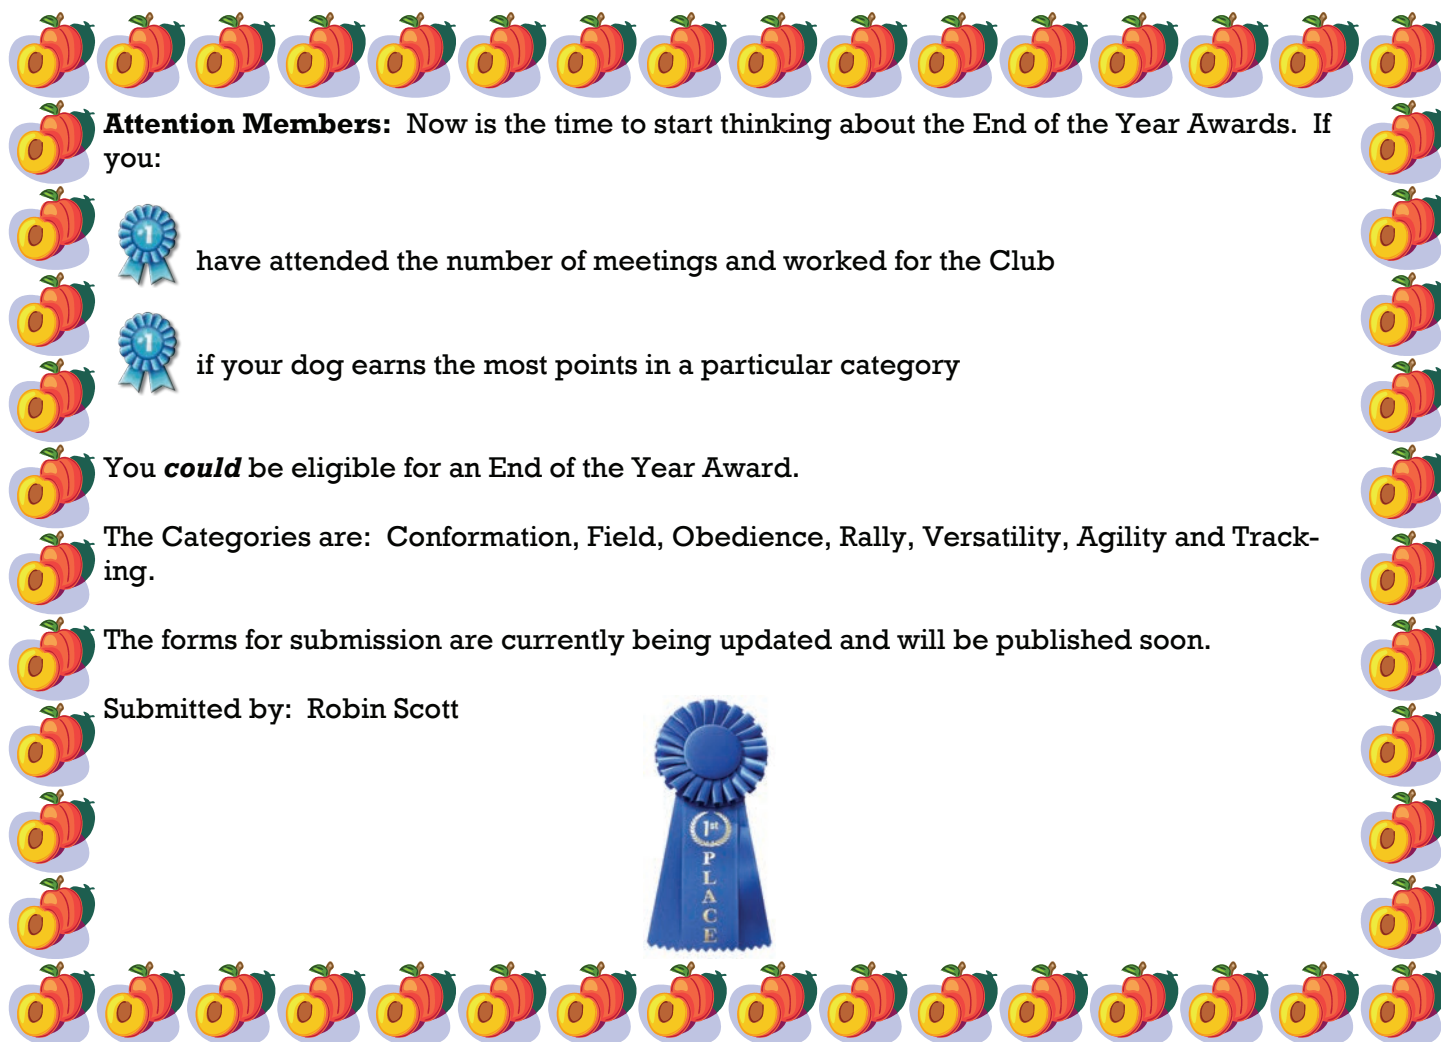 Attention Members:  Now is the time to start thinking about the End of the Year Awards.  If
you:
#1
have attended the number of meetings and worked for the Club
#1
if your dog earns the most points in a particular category
You could be eligible for an End of the Year Award.
The Categories are:  Conformation, Field, Obedience, Rally, Versatility, Agility and Track-
ing.
The forms for submission are currently being updated and will be published soon.
Submitted by:  Robin Scott
1st
PLACE